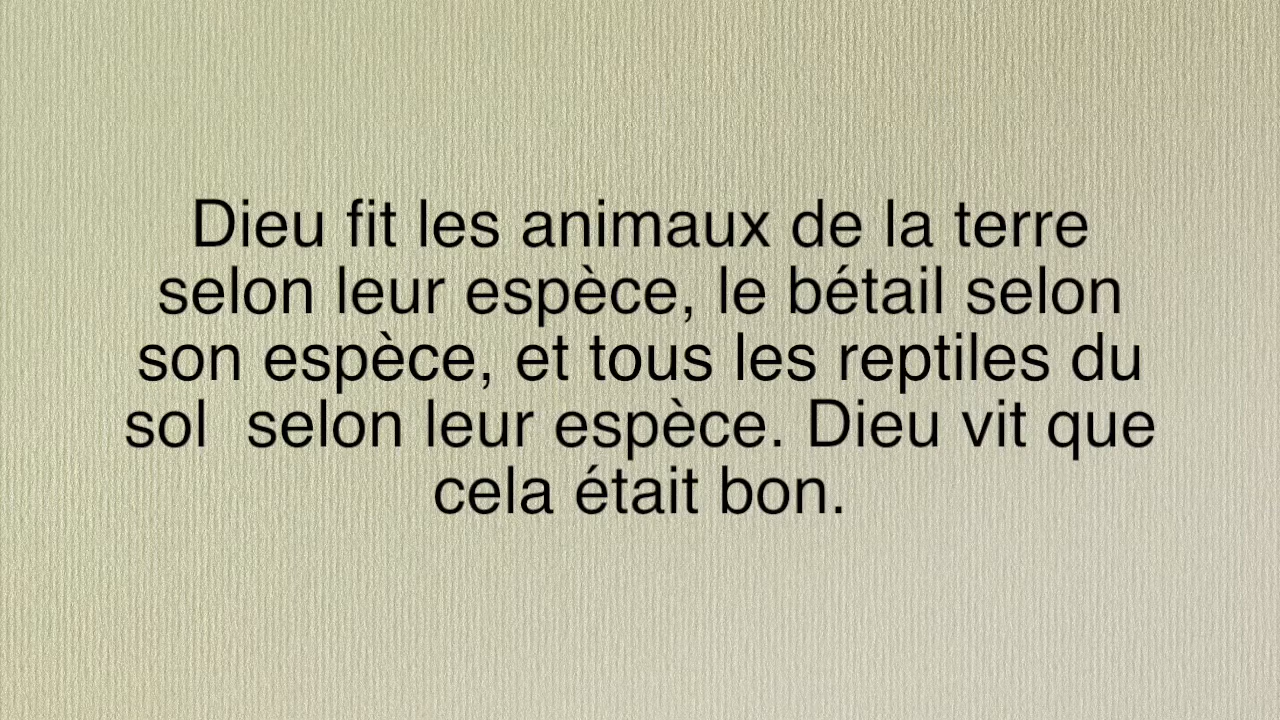 Dieu fit les animaux de la terre
selon leur espèce, le bétail selon
son espèce, et tous les reptiles du
sol  selon leur espèce. Dieu vit que
cela était bon.